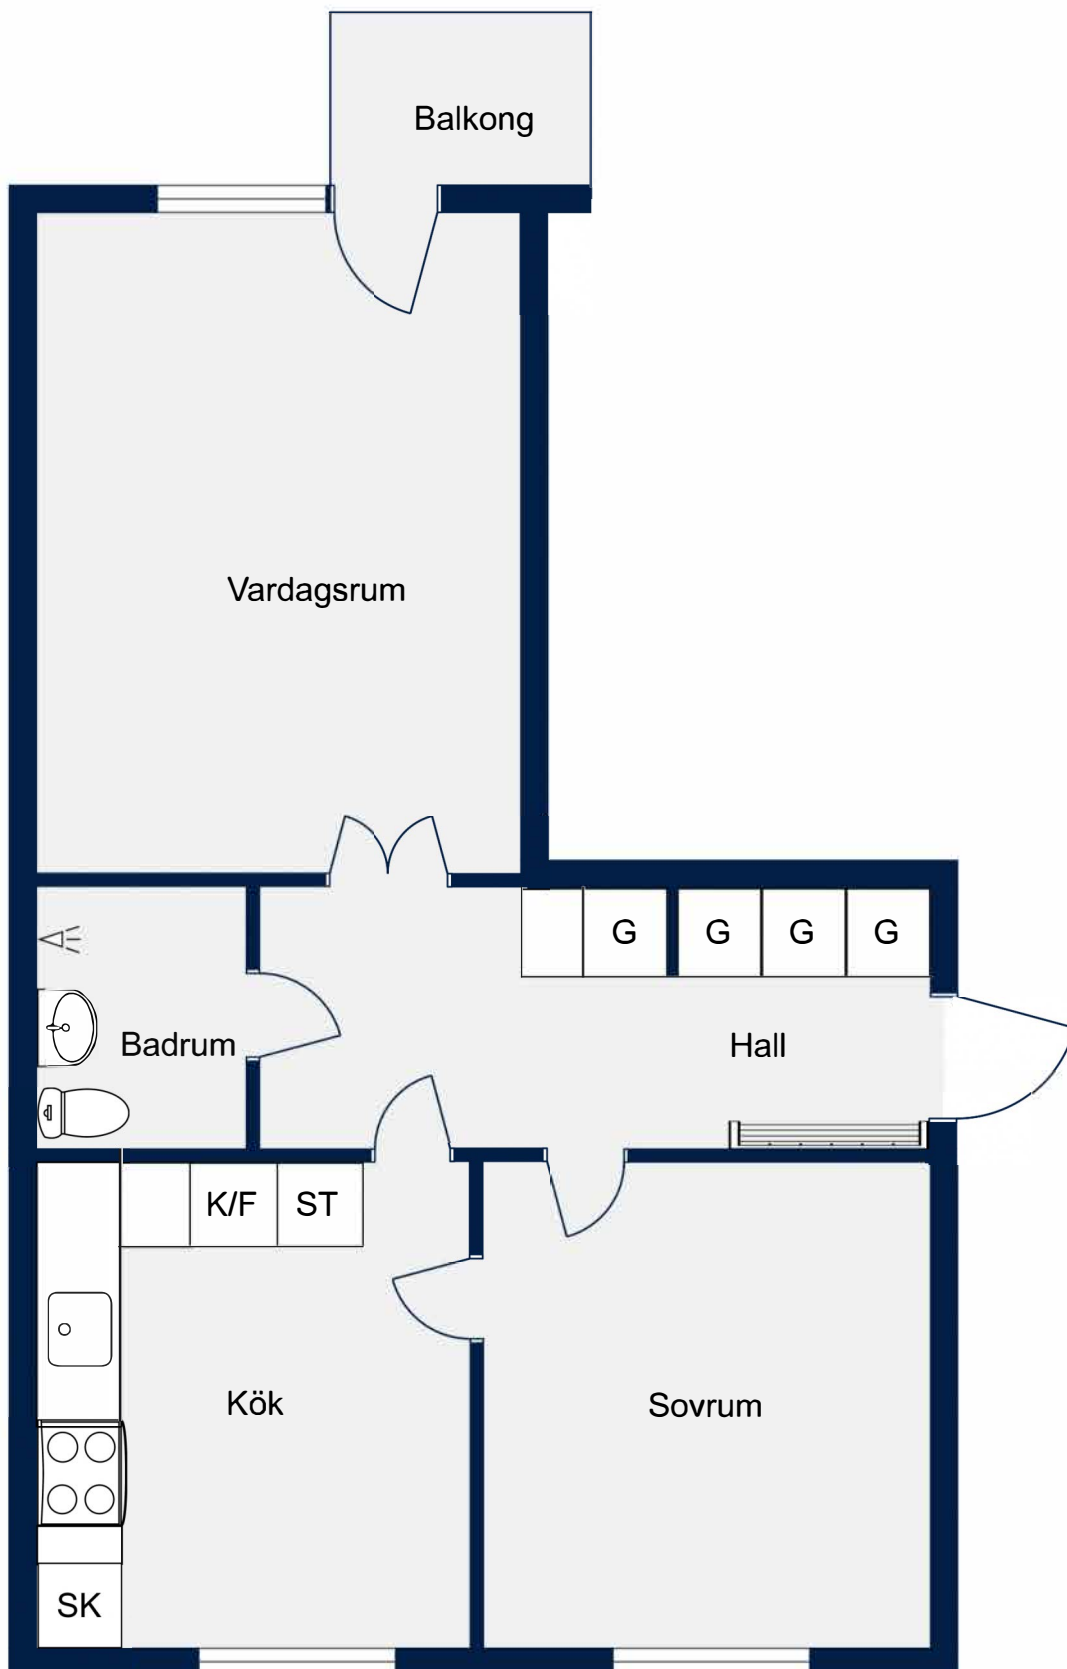 Balkong
Vardagsrum
G G G G
Badrum
Hall
K/F ST
Kök
Sovrum
SK